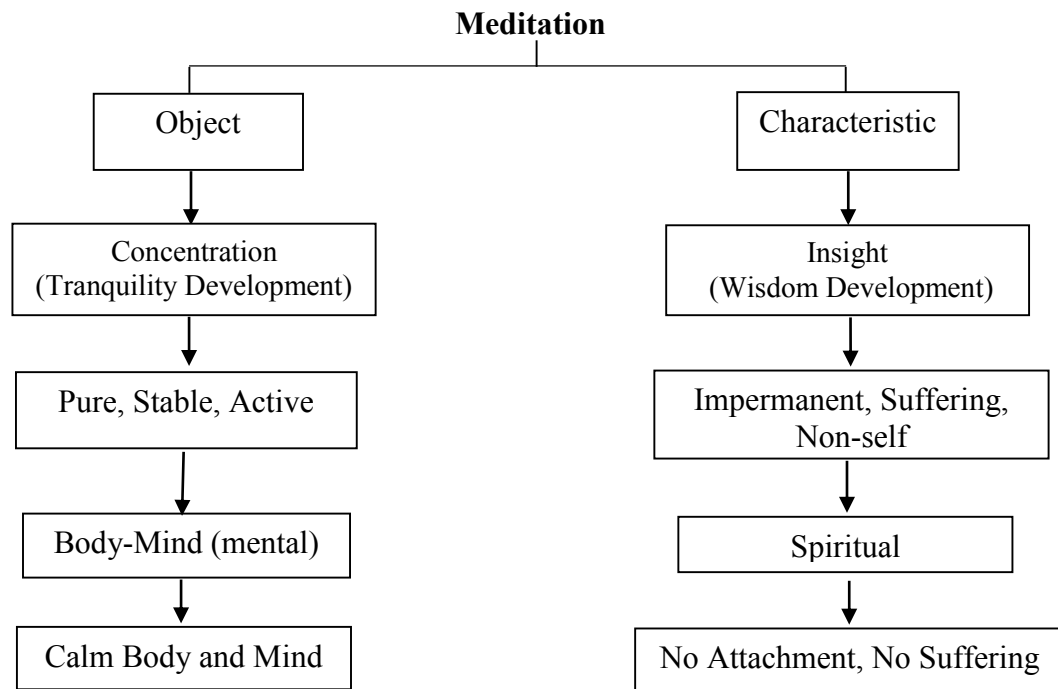 Meditation
Object
Characteristic
Concentration
(Tranquility Development)
Insight
(Wisdom Development)
Pure, Stable, Active
Impermanent, Suffering,
Non-self
Body-Mind (mental)
Spiritual
Calm Body and Mind
No Attachment, No Suffering